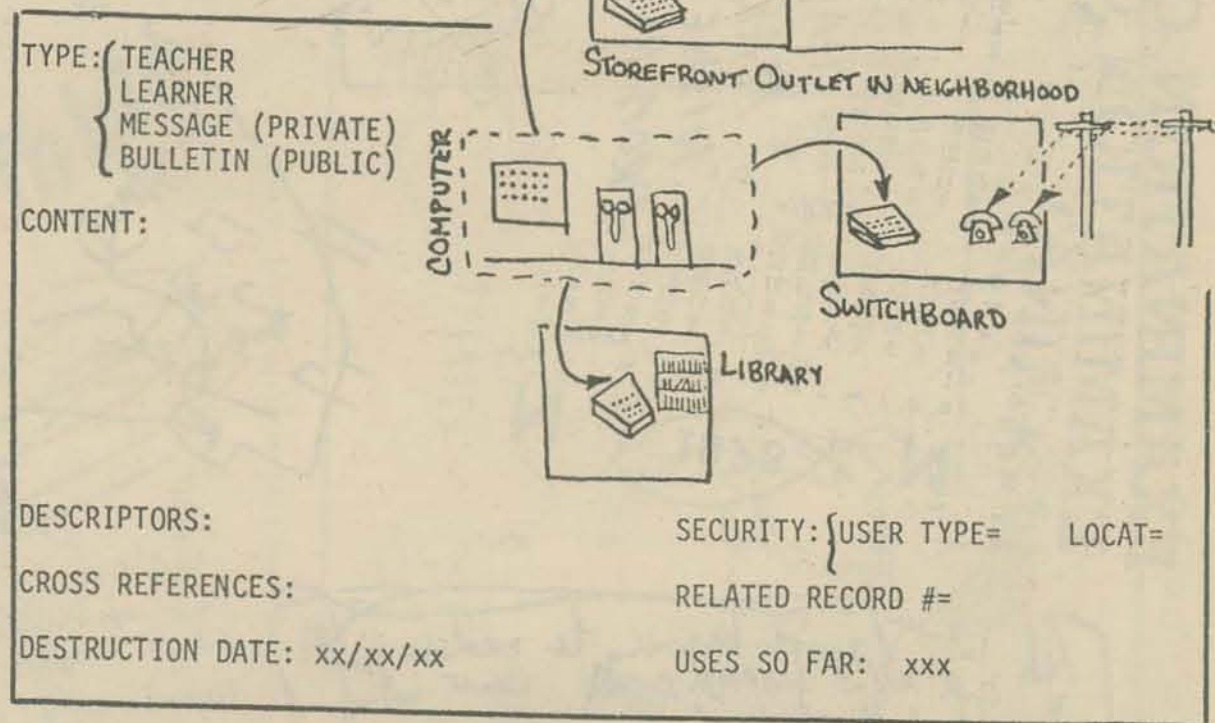 STOREFRONT OUTLET IN NEIGHBORHOOD
TYPE: TEACHER
LEARNER
MESSAGE (PRIVATE)
BULLETIN (PUBLIC)
COMPUTER
CONTENT:
SWITCHBOARD
LIBRARY
DESCRIPTORS:
SECURITY: USER TYPE= LOCAT=
CROSS REFERENCES:
RELATED RECORD #=
DESTRUCTION DATE: xx/xx/xx
USES SO FAR: xxx